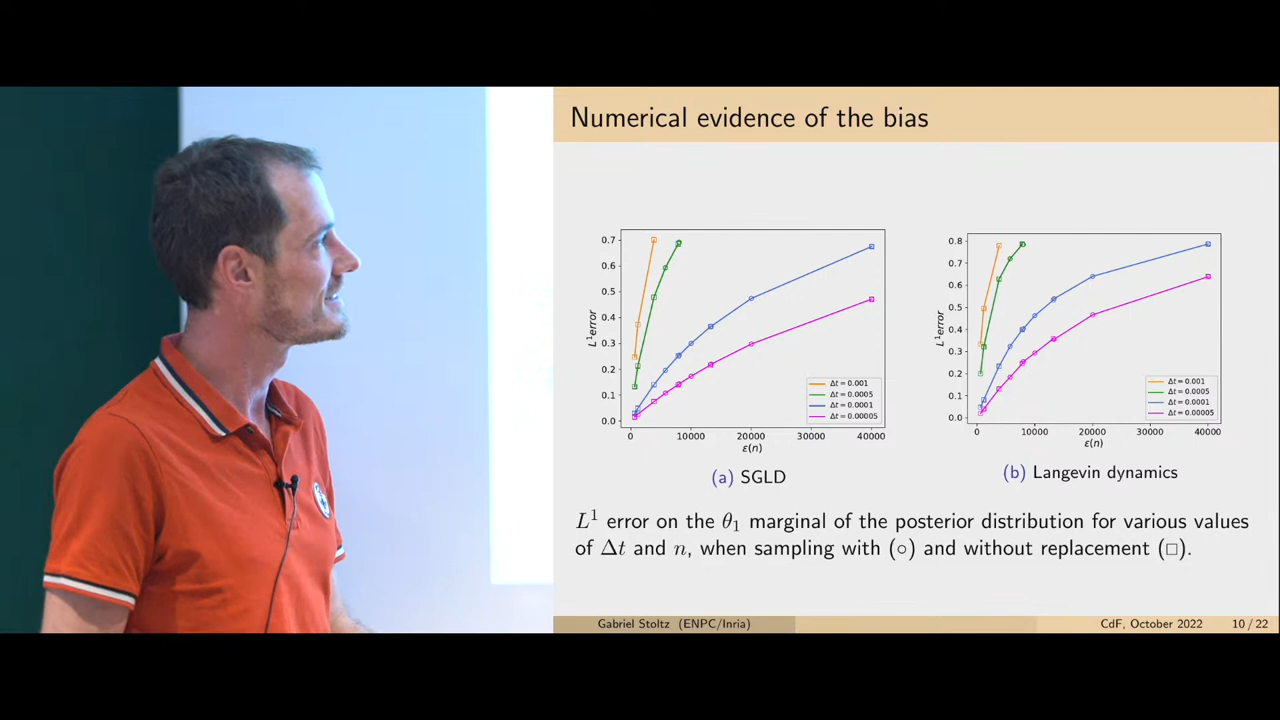 Numerical evidence of the bias
0.7
0.6
0.5
0.4
0.3
0.2
0.1
0.0
L¹error
0 10000 20000 30000 40000
ε(n)
Δt = 0.001
Δt = 0.0005
Δt = 0.0001
Δt = 0.00005
(a) SGLD
0.8
0.7
0.6
0.5
0.4
0.3
0.2
0.1
0.0
L¹error
0 10000 20000 30000 40000
ε(n)
Δt = 0.001
Δt = 0.0005
Δt = 0.0001
Δt = 0.00005
(b) Langevin dynamics
L¹ error on the θ₁ marginal of the posterior distribution for various values
of Δt and n, when sampling with (○) and without replacement (□).
Gabriel Stoltz (ENPC/Inria) CdF, October 2022 10 / 22